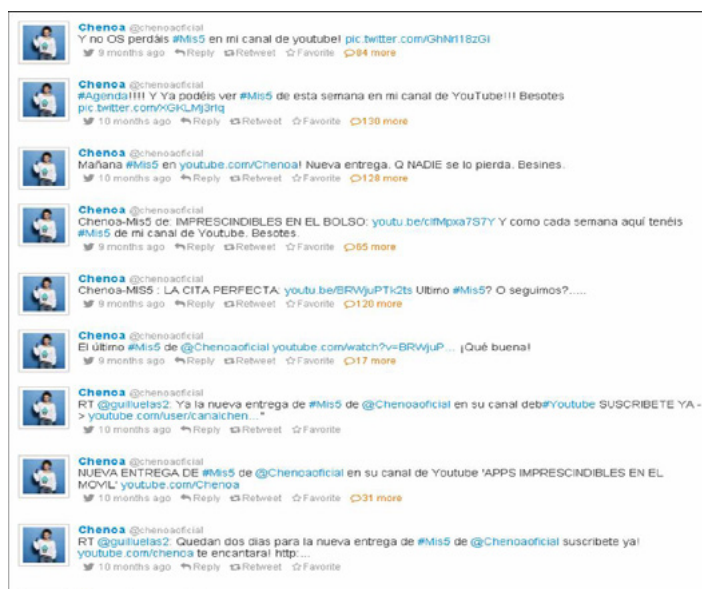 Chenoa @chenoaoficial
Y no OS perdáis #Mis5 en mi canal de youtube! pic.twitter.com/GhNr118zGI
9 months ago Reply Retweet Favorite 94 more
Chenoa @chenoaoficial
#Agenda!!!! Y Ya podéis ver #Mis5 de esta semana en mi canal de YouTube!!! Besotes
pic.twitter.com/XGKLMj3rlq
10 months ago Reply Retweet Favorite 130 more
Chenoa @chenoaoficial
Mañana #Mis5 en youtube.com/Chenoa! Nueva entrega. Q NADIE se lo pierda. Besines.
10 months ago Reply Retweet Favorite 128 more
Chenoa @chenoaoficial
Chenoa-Mis5 de: IMPRESCINDIBLES EN EL BOLSO: youtu.be/clfMpxa7S7Y Y como cada semana aquí tenéis
#Mis5 de mi canal de Youtube. Besotes.
9 months ago Reply Retweet Favorite 65 more
Chenoa @chenoaoficial
Chenoa-MIS5 : LA CITA PERFECTA: youtu.be/BRWjuPTk2ts Ultimo #Mis5? O seguimos?.....
9 months ago Reply Retweet Favorite 120 more
Chenoa @chenoaoficial
El último #Mis5 de @Chenoaoficial youtube.com/watch?v=BRWjuP... ¡Qué buena!
9 months ago Reply Retweet Favorite 17 more
Chenoa @chenoaoficial
RT @guilluelas2: Ya la nueva entrega de #Mis5 de @Chenoaoficial en su canal deb#Youtube SUSCRIBETE YA -
> youtube.com/user/canalchen..."
10 months ago Reply Retweet Favorite
Chenoa @chenoaoficial
NUEVA ENTREGA DE #Mis5 de @Chenoaoficial en su canal de Youtube 'APPS IMPRESCINDIBLES EN EL
MOVIL' youtube.com/Chenoa
10 months ago Reply Retweet Favorite 31 more
Chenoa @chenoaoficial
RT @guilluelas2: Quedan dos dias para la nueva entrega de #Mis5 de @Chenoaoficial suscribete ya!
youtube.com/chenoa te encantara! http:...
10 months ago Reply Retweet Favorite